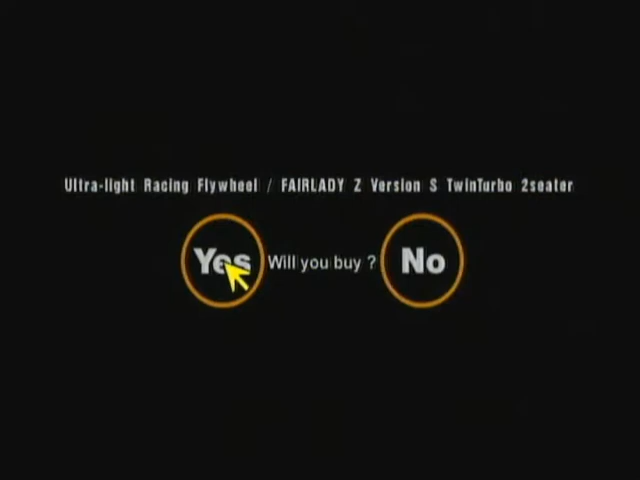 Ultra-light Racing Flywheel / FAIRLADY Z Version S TwinTurbo 2seater
Yes Will you buy ? No